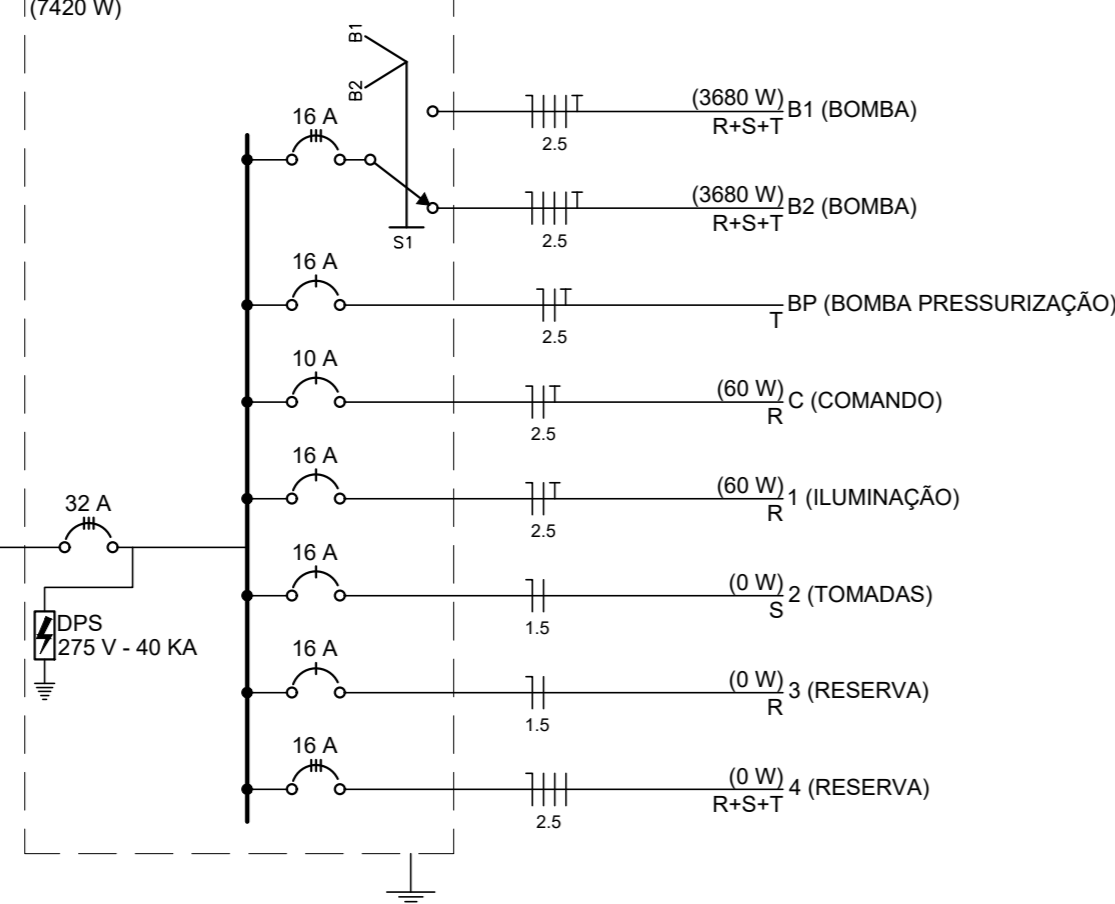 (7420 W)
B1
B2
16 A
S1
T
2.5
(3680 W)
R+S+T
B1 (BOMBA)
T
2.5
(3680 W)
R+S+T
B2 (BOMBA)
16 A
T
2.5
T
BP (BOMBA PRESSURIZAÇÃO)
10 A
T
2.5
(60 W)
R
C (COMANDO)
16 A
T
2.5
(60 W)
R
1 (ILUMINAÇÃO)
32 A
DPS
275 V - 40 KA
16 A
1.5
(0 W)
S
2 (TOMADAS)
16 A
1.5
(0 W)
R
3 (RESERVA)
16 A
2.5
(0 W)
R+S+T
4 (RESERVA)